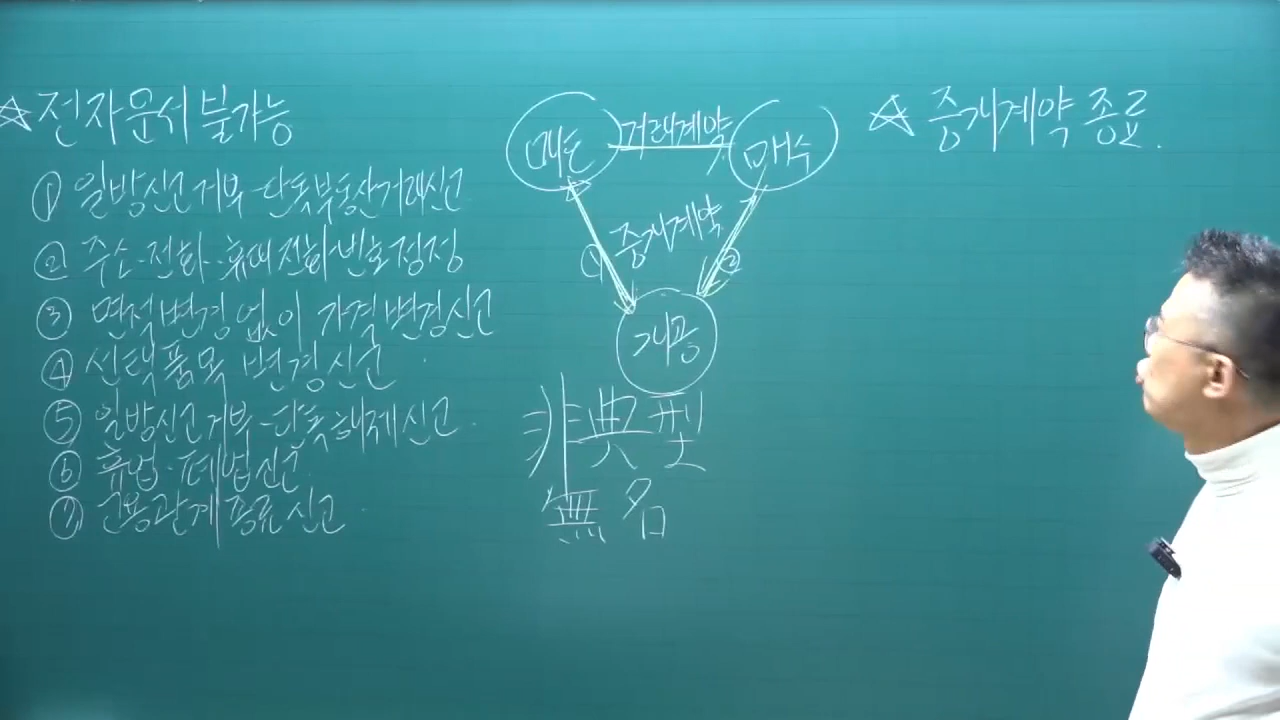 ☆ 전자문서 불가능
① 일방신고거부-단독부동산거래신고
② 주소·전화·휴대전화번호정정
③ 면적변경없이 가격변경신고
④ 선택품목 변경신고
⑤ 일방신고거부-단독해제신고
⑥ 휴업·폐업신고
⑦ 고용관계종료신고
매도 거래계약 매수
① 중개계약 ②
개공
非典型
無名
☆ 중개계약 종료.